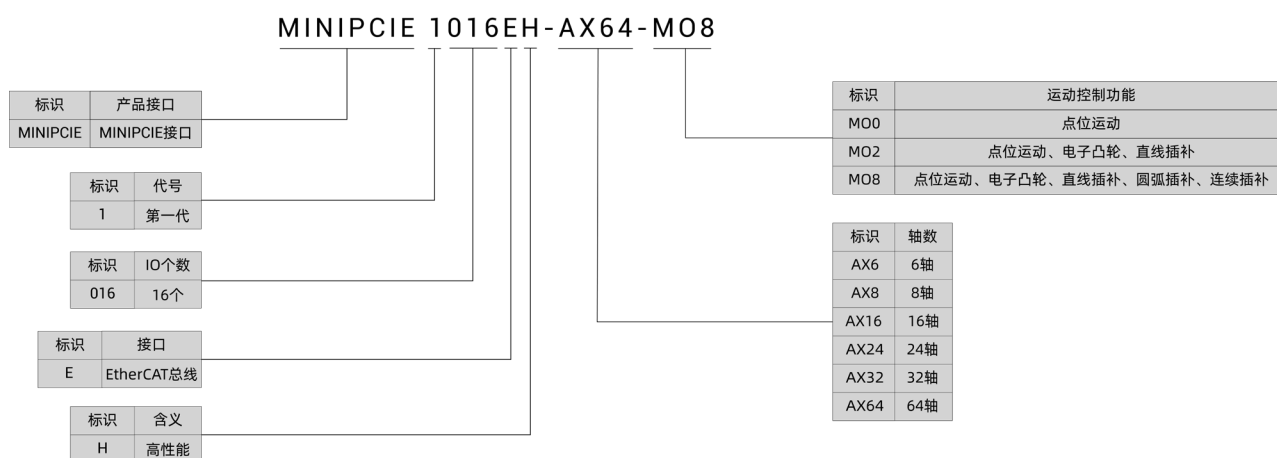 MINIPCIE 1016EH-AX64-MO8
标识 产品接口
MINIPCIE MINIPCIE接口
标识 代号
1 第一代
标识 IO个数
016 16个
标识 接口
E EtherCAT总线
标识 含义
H 高性能
标识 运动控制功能
MO0 点位运动
MO2 点位运动、电子凸轮、直线插补
MO8 点位运动、电子凸轮、直线插补、圆弧插补、连续插补
标识 轴数
AX6 6轴
AX8 8轴
AX16 16轴
AX24 24轴
AX32 32轴
AX64 64轴